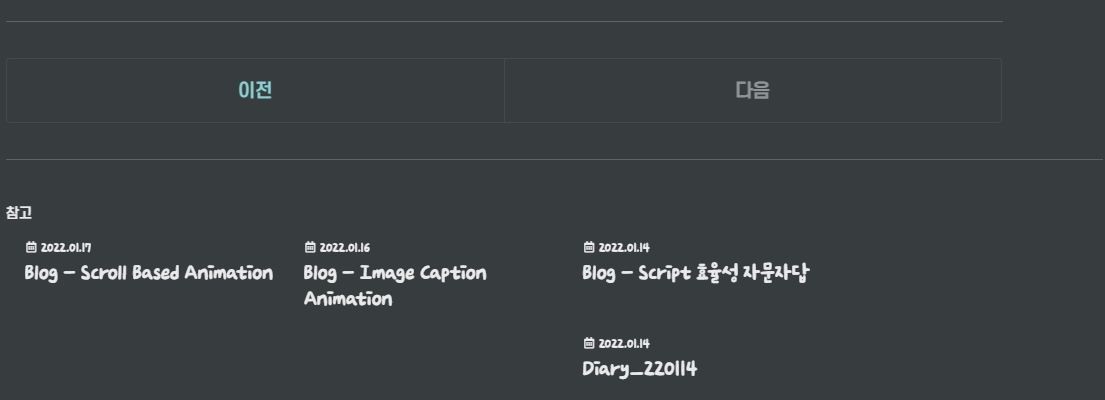 이전
다음
참고
2022.01.17
Blog - Scroll Based Animation
2022.01.16
Blog - Image Caption
Animation
2022.01.14
Blog - Script 효율성 자문자답
2022.01.14
Diary_220114